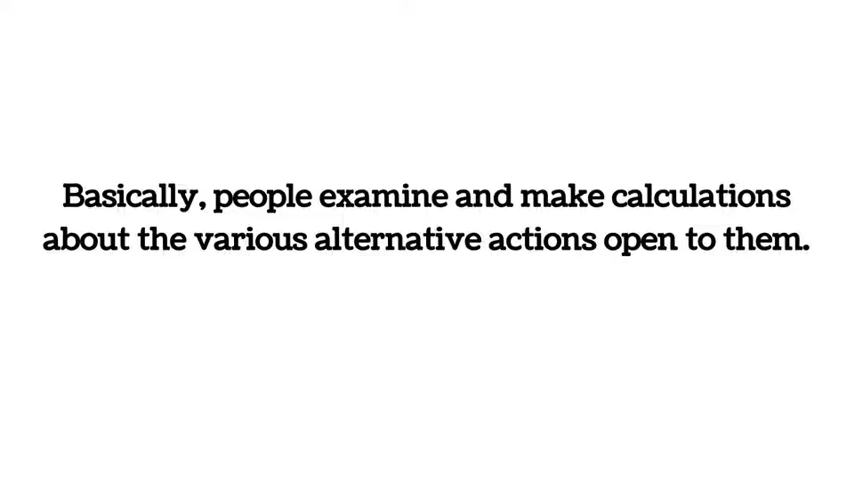 Basically, people examine and make calculations
about the various alternative actions open to them.